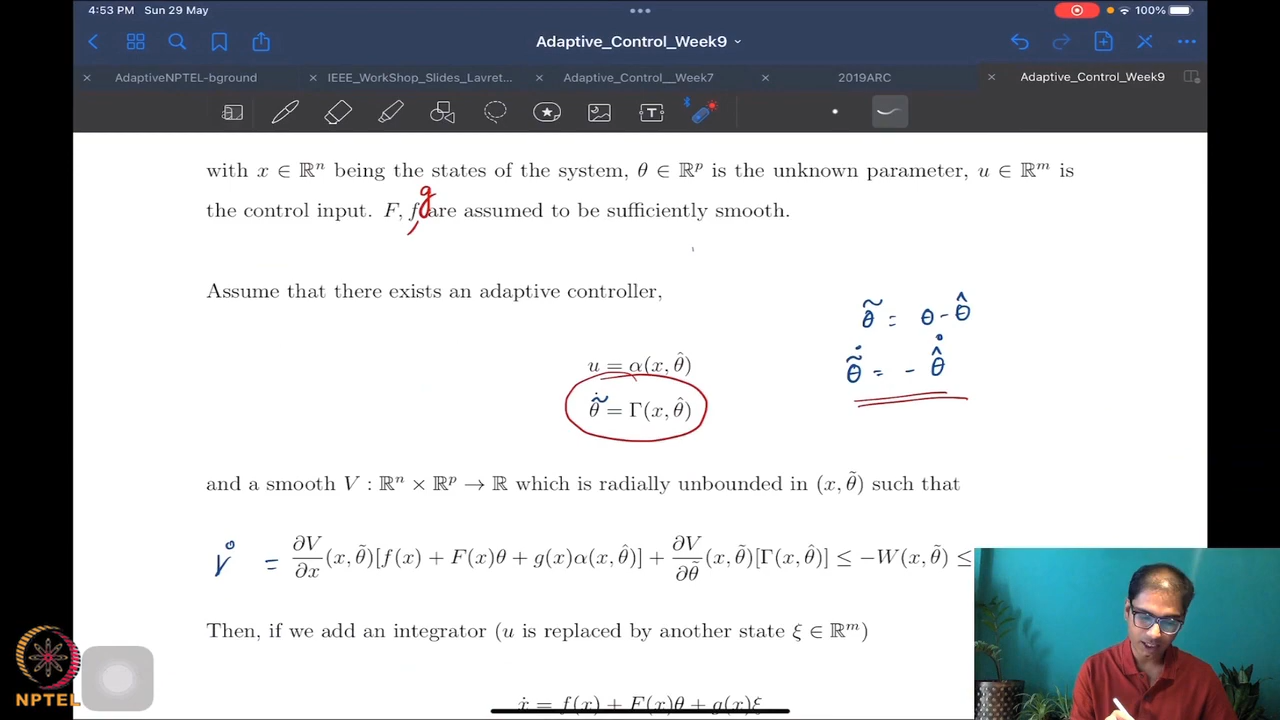 4:53 PM Sun 29 May
100%
Adaptive_Control_Week9
AdaptiveNPTEL-bground
IEEE_WorkShop_Slides_Lavret...
Adaptive_Control__Week7
2019ARC
Adaptive_Control_Week9
with x ∈ ℝⁿ being the states of the system, θ ∈ ℝᵖ is the unknown parameter, u ∈ ℝᵐ is
the control input. F, f, g are assumed to be sufficiently smooth.
Assume that there exists an adaptive controller,
θ̃ = θ - θ̂
u = α(x, θ̂)
θ̃̇ = - θ̂̇
θ̃̇ = Γ(x, θ̂)
and a smooth V : ℝⁿ × ℝᵖ → ℝ which is radially unbounded in (x, θ̃) such that
V̇ = ∂V/∂x (x, θ̃)[f(x) + F(x)θ + g(x)α(x, θ̂)] + ∂V/∂θ̃ (x, θ̃)[Γ(x, θ̂)] ≤ −W(x, θ̃) ≤
Then, if we add an integrator (u is replaced by another state ξ ∈ ℝᵐ)
ẋ = f(x) + F(x)θ + g(x)ξ
NPTEL